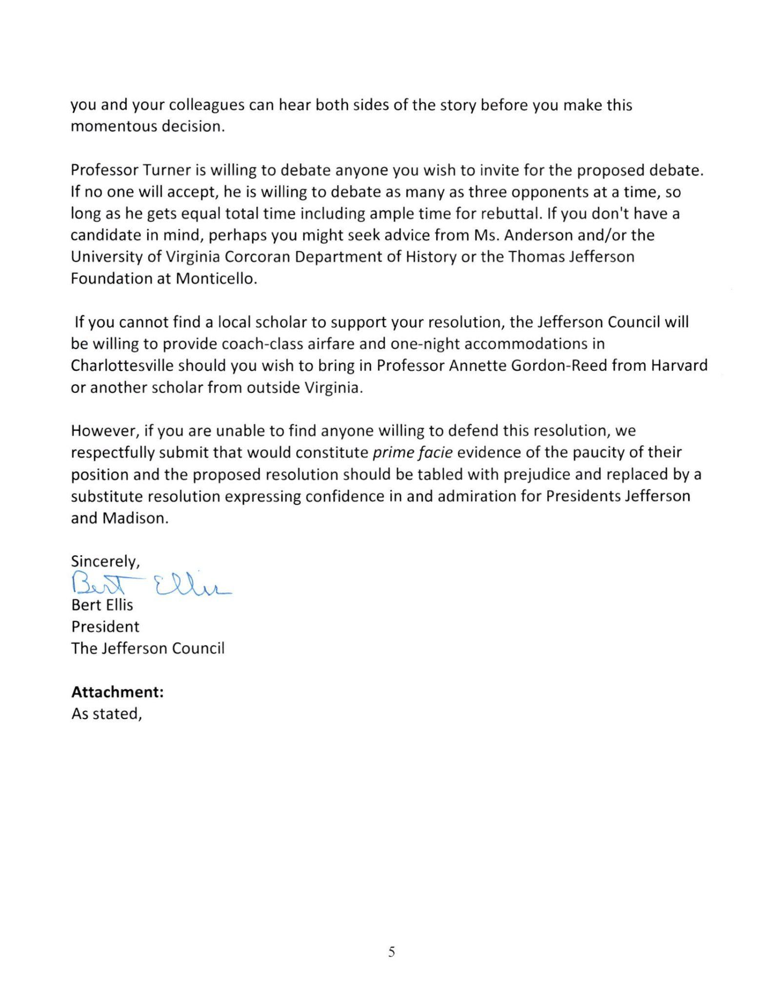 you and your colleagues can hear both sides of the story before you make this
momentous decision.
Professor Turner is willing to debate anyone you wish to invite for the proposed debate.
If no one will accept, he is willing to debate as many as three opponents at a time, so
long as he gets equal total time including ample time for rebuttal. If you don't have a
candidate in mind, perhaps you might seek advice from Ms. Anderson and/or the
University of Virginia Corcoran Department of History or the Thomas Jefferson
Foundation at Monticello.
If you cannot find a local scholar to support your resolution, the Jefferson Council will
be willing to provide coach-class airfare and one-night accommodations in
Charlottesville should you wish to bring in Professor Annette Gordon-Reed from Harvard
or another scholar from outside Virginia.
However, if you are unable to find anyone willing to defend this resolution, we
respectfully submit that would constitute prime facie evidence of the paucity of their
position and the proposed resolution should be tabled with prejudice and replaced by a
substitute resolution expressing confidence in and admiration for Presidents Jefferson
and Madison.
Sincerely,
Bert Ellis
Bert Ellis
President
The Jefferson Council
Attachment:
As stated,
5